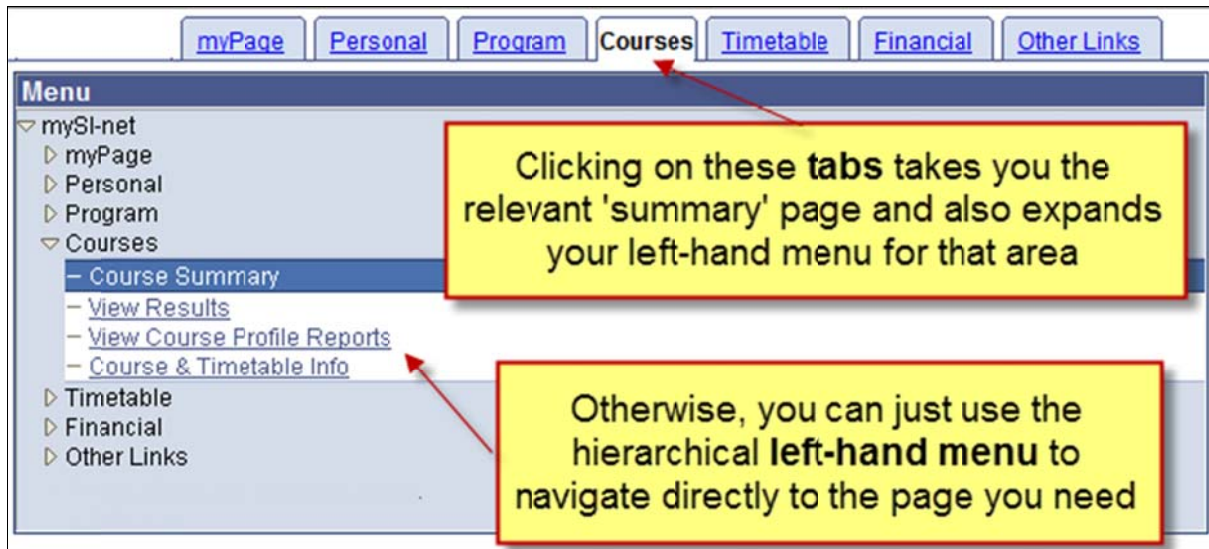 myPage Personal Program Courses Timetable Financial Other Links
Menu
mySI-net
myPage
Personal
Program
Courses
– Course Summary
– View Results
– View Course Profile Reports
– Course & Timetable Info
Timetable
Financial
Other Links
Clicking on these tabs takes you the
relevant 'summary' page and also expands
your left-hand menu for that area
Otherwise, you can just use the
hierarchical left-hand menu to
navigate directly to the page you need